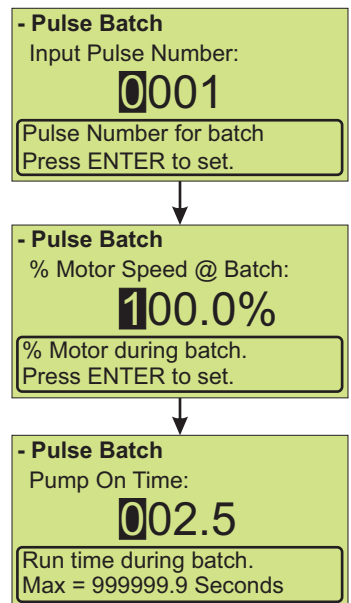 - Pulse Batch
Input Pulse Number:
0001
Pulse Number for batch
Press ENTER to set.
- Pulse Batch
% Motor Speed @ Batch:
100.0%
% Motor during batch.
Press ENTER to set.
- Pulse Batch
Pump On Time:
002.5
Run time during batch.
Max = 999999.9 Seconds